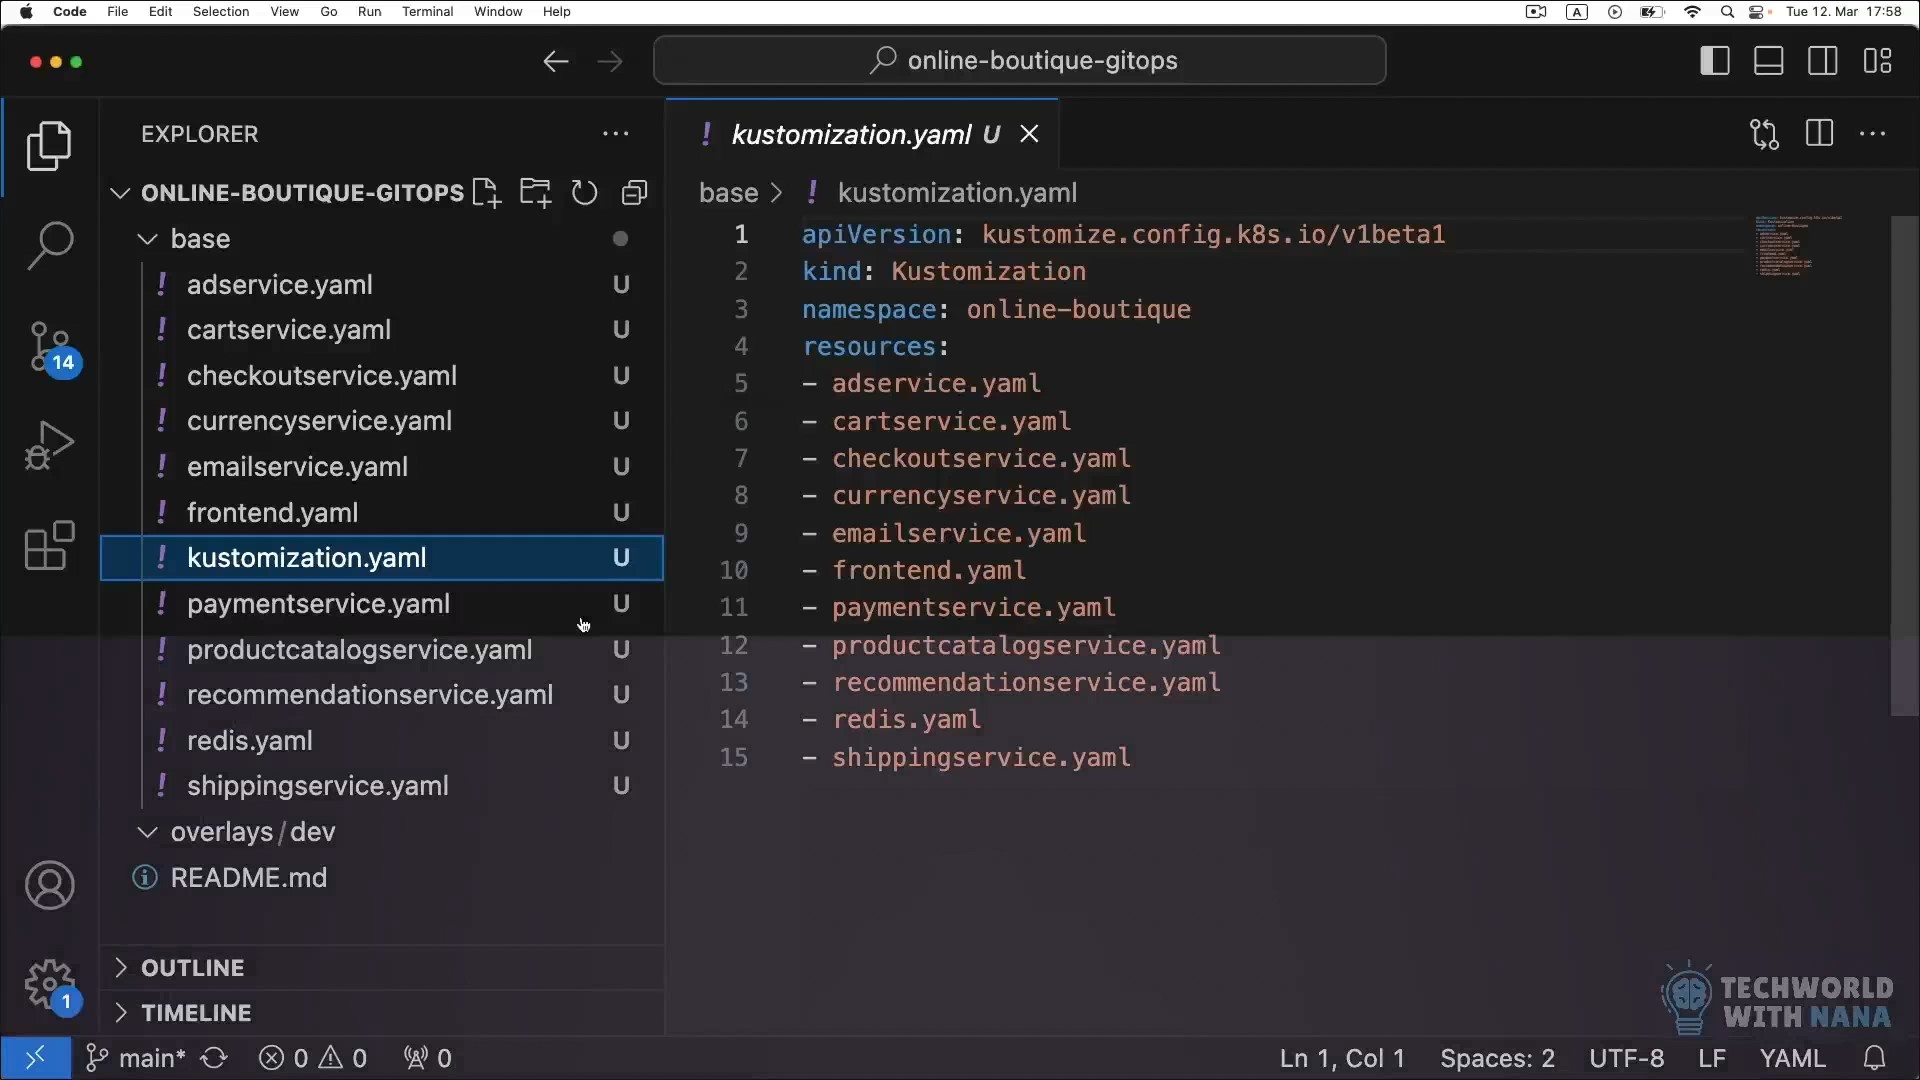 Code File Edit Selection View Go Run Terminal Window Help
A Tue 12. Mar 17:58
online-boutique-gitops
EXPLORER
ONLINE-BOUTIQUE-GITOPS
base
! adservice.yaml U
! cartservice.yaml U
! checkoutservice.yaml U
! currencyservice.yaml U
! emailservice.yaml U
! frontend.yaml U
! kustomization.yaml U
! paymentservice.yaml U
! productcatalogservice.yaml U
! recommendationservice.yaml U
! redis.yaml U
! shippingservice.yaml U
overlays/dev
README.md
OUTLINE
TIMELINE
14
1
! kustomization.yaml U
base > ! kustomization.yaml
1 apiVersion: kustomize.config.k8s.io/v1beta1
2 kind: Kustomization
3 namespace: online-boutique
4 resources:
5 - adservice.yaml
6 - cartservice.yaml
7 - checkoutservice.yaml
8 - currencyservice.yaml
9 - emailservice.yaml
10 - frontend.yaml
11 - paymentservice.yaml
12 - productcatalogservice.yaml
13 - recommendationservice.yaml
14 - redis.yaml
15 - shippingservice.yaml
TECHWORLD
WITH NANA
main* 0 0 0
Ln 1, Col 1 Spaces: 2 UTF-8 LF YAML